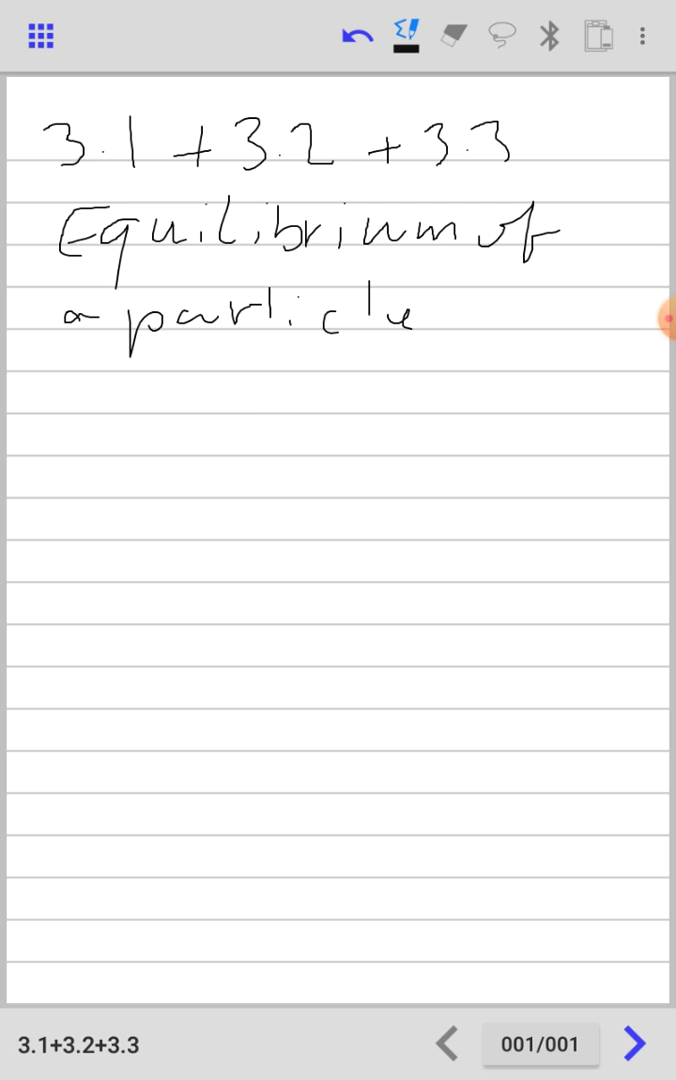 3.1 + 3.2 + 3.3
Equilibrium of
a particle
3.1+3.2+3.3
001/001